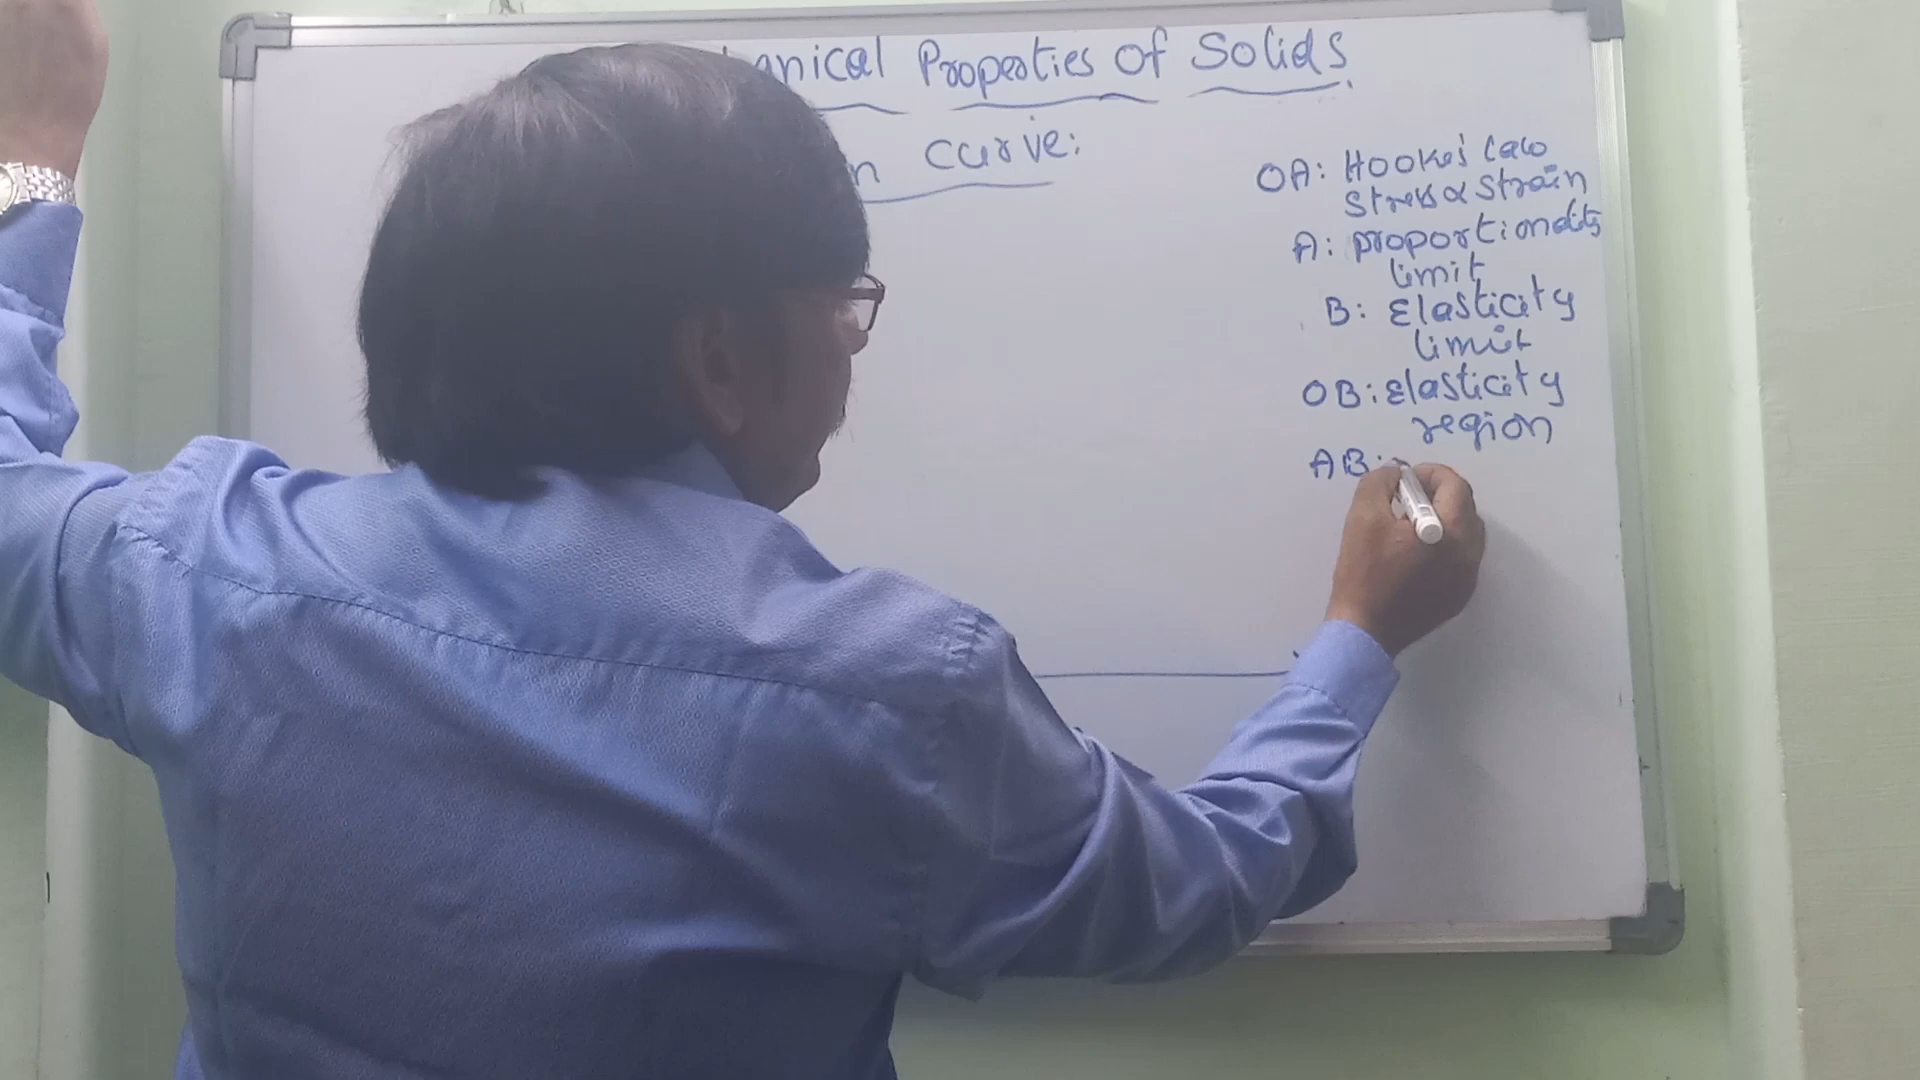 anical Properties of Solids.
n curve:
OA: Hooke's law
Stress ∝ Strain
A: proportionality
limit
B: Elasticity
limit
OB: Elasticity
region
AB: